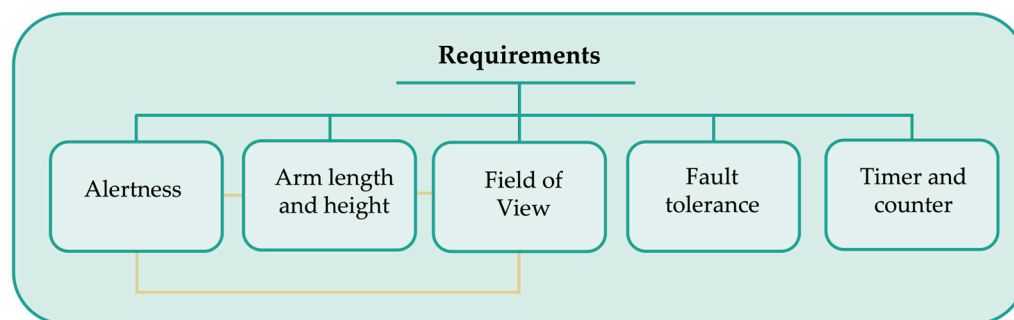 Requirements
Alertness
Arm length
and height
Field of
View
Fault
tolerance
Timer and
counter